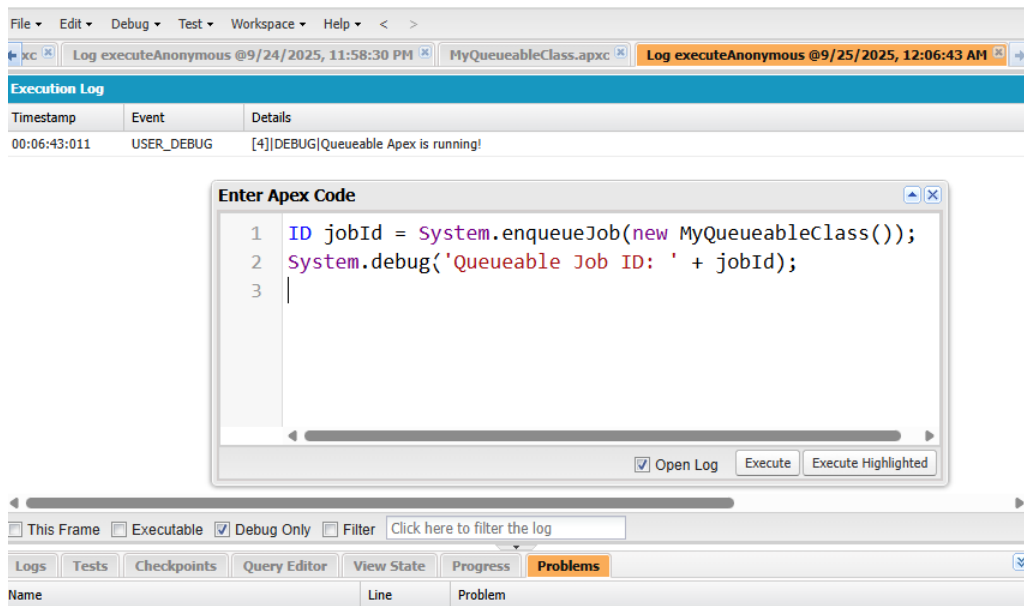 File Edit Debug Test Workspace Help < >
xc Log executeAnonymous @9/24/2025, 11:58:30 PM MyQueueableClass.apxc Log executeAnonymous @9/25/2025, 12:06:43 AM
Execution Log
Timestamp Event Details
00:06:43:011 USER_DEBUG [4]|DEBUG|Queueable Apex is running!
Enter Apex Code
1 ID jobId = System.enqueueJob(new MyQueueableClass());
2 System.debug('Queueable Job ID: ' + jobId);
3
Open Log Execute Execute Highlighted
This Frame Executable Debug Only Filter Click here to filter the log
Logs Tests Checkpoints Query Editor View State Progress Problems
Name Line Problem